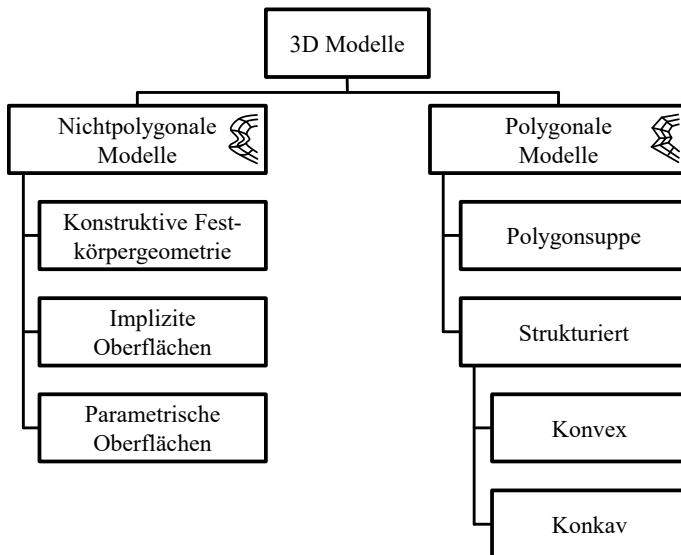 3D Modelle
Nichtpolygonale
Modelle
Konstruktive Fest-
körpergeometrie
Implizite
Oberflächen
Parametrische
Oberflächen
Polygonale
Modelle
Polygonsuppe
Strukturiert
Konvex
Konkav